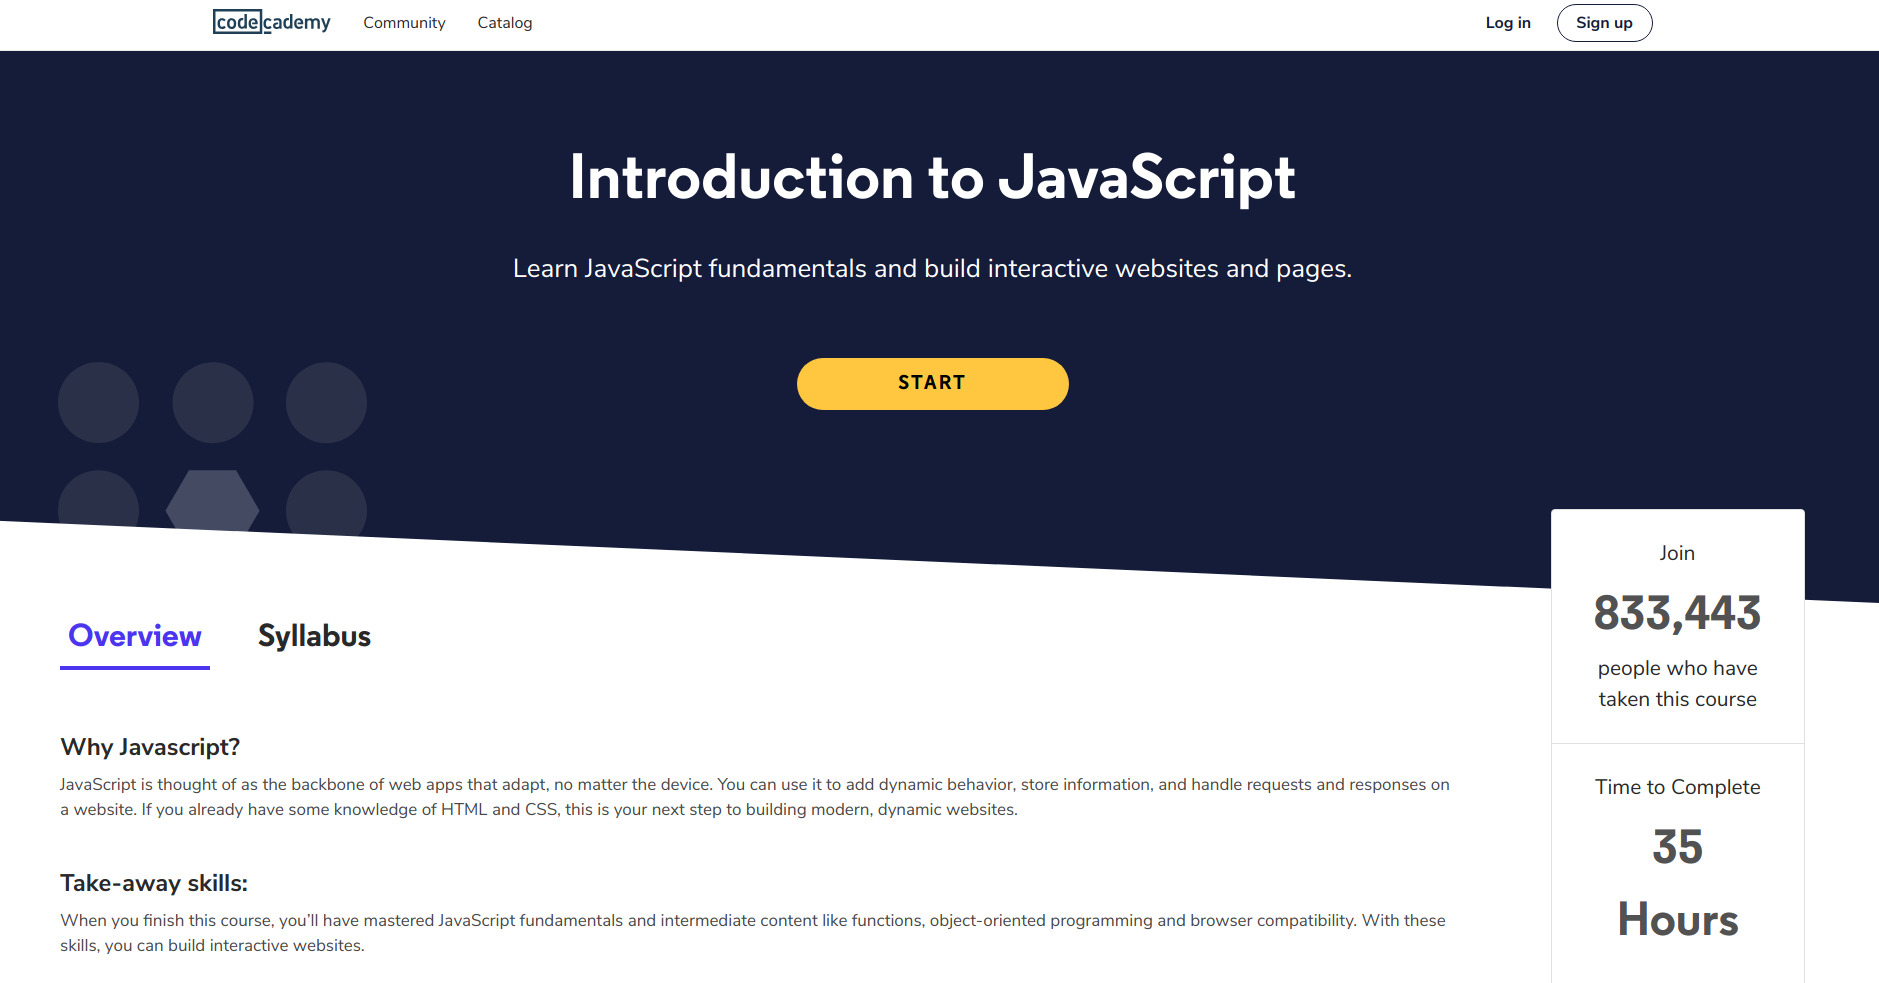 codecademy Community Catalog Log in Sign up
Introduction to JavaScript
Learn JavaScript fundamentals and build interactive websites and pages.
START
Overview Syllabus
Why Javascript?
JavaScript is thought of as the backbone of web apps that adapt, no matter the device. You can use it to add dynamic behavior, store information, and handle requests and responses on
a website. If you already have some knowledge of HTML and CSS, this is your next step to building modern, dynamic websites.
Take-away skills:
When you finish this course, you’ll have mastered JavaScript fundamentals and intermediate content like functions, object-oriented programming and browser compatibility. With these
skills, you can build interactive websites.
Join
833,443
people who have
taken this course
Time to Complete
35
Hours